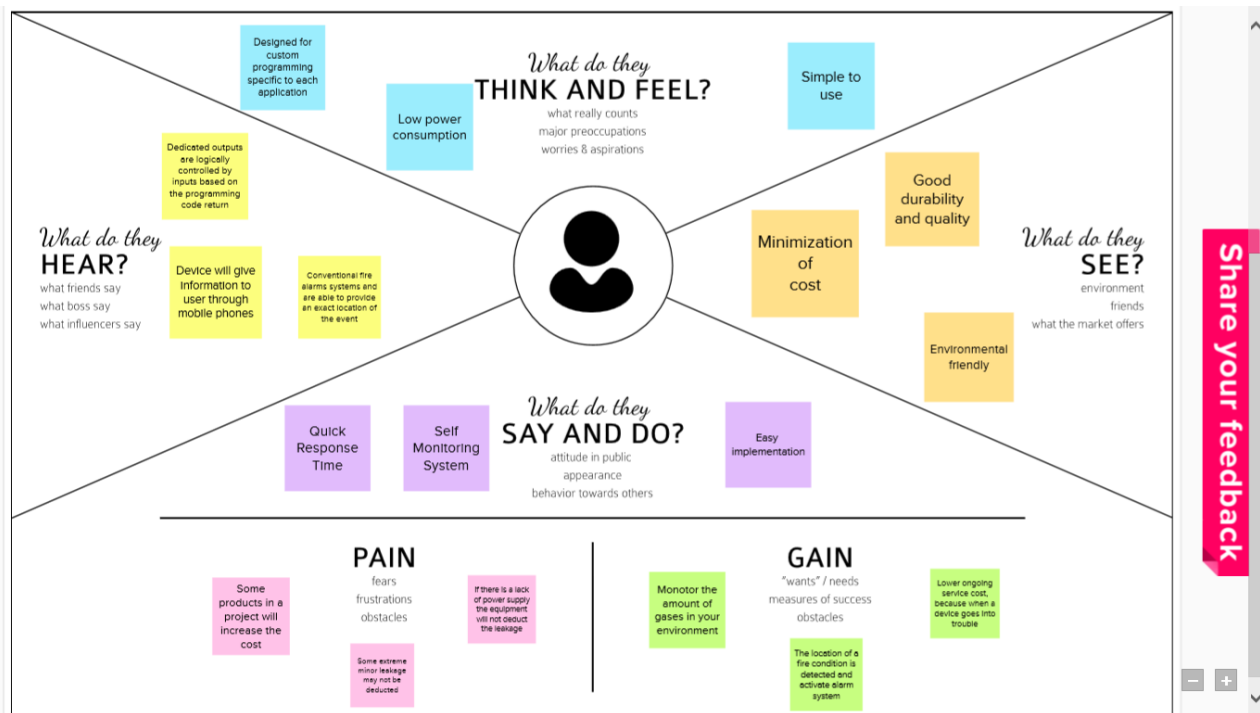 Designed for
custom
programming
specific to each
application
Low power
consumption
What do they
THINK AND FEEL?
what really counts
major preoccupations
worries & aspirations
Simple to
use
Dedicated outputs
are logically
controlled by
inputs based on
the programming
code return
What do they
HEAR?
what friends say
what boss say
what influencers say
Device will give
information to
user through
mobile phones
Conventional fire
alarms systems and
are able to provide
an exact location of
the event
Minimization
of
cost
Good
durability
and quality
What do they
SEE?
environment
friends
what the market offers
Environmental
friendly
Quick
Response
Time
Self
Monitoring
System
What do they
SAY AND DO?
attitude in public
appearance
behavior towards others
Easy
implementation
PAIN
fears
frustrations
obstacles
Some
products in a
project will
increase the
cost
Some extreme
minor leakage
may not be
deducted
If there is a lack
of power supply
the equipment
will not deduct
the leakage
GAIN
"wants" / needs
measures of success
obstacles
Monotor the
amount of
gases in your
environment
The location of a
fire condition is
detected and
activate alarm
system
Lower ongoing
service cost,
because when a
device goes into
trouble
Share your feedback